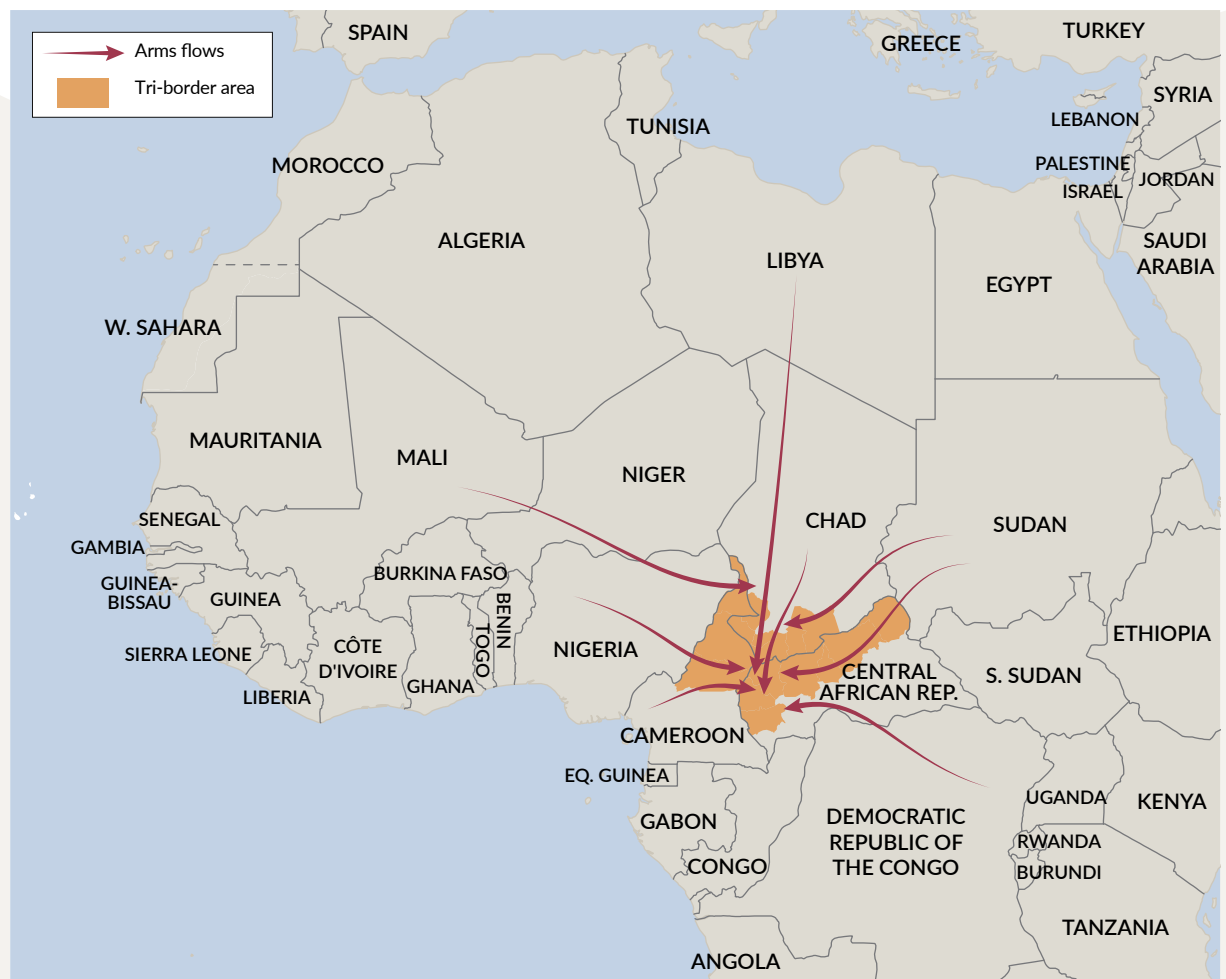 Arms flows
Tri-border area
SPAIN
GREECE
TURKEY
SYRIA
LEBANON
TUNISIA
MOROCCO
PALESTINE
ISRAEL
JORDAN
ALGERIA
LIBYA
EGYPT
SAUDI
ARABIA
W. SAHARA
MAURITANIA
MALI
NIGER
CHAD
SUDAN
SENEGAL
GAMBIA
GUINEA-
BISSAU
GUINEA
BURKINA FASO
BENIN
TOGO
SIERRA LEONE
LIBERIA
CÔTE
D'IVOIRE
GHANA
NIGERIA
ETHIOPIA
CENTRAL
AFRICAN REP.
S. SUDAN
CAMEROON
EQ. GUINEA
GABON
CONGO
DEMOCRATIC
REPUBLIC OF
THE CONGO
UGANDA
KENYA
RWANDA
BURUNDI
TANZANIA
ANGOLA